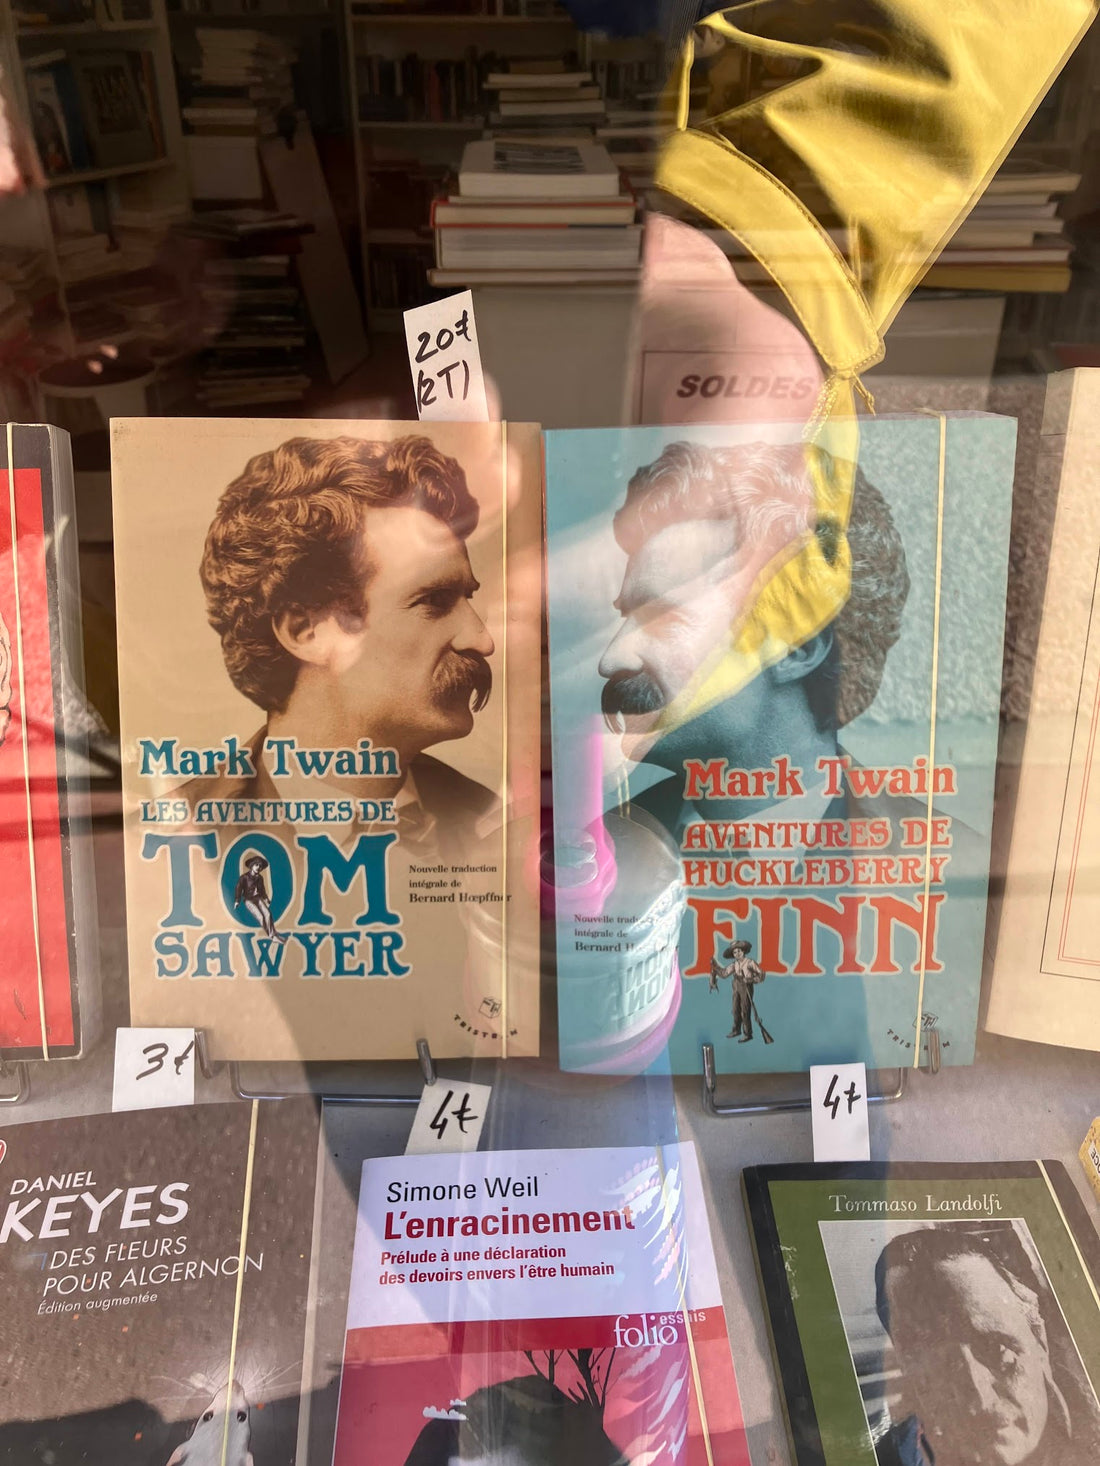 20€
(2T)
SOLDES
Mark Twain
LES AVENTURES DE
TOM
SAWYER
Nouvelle traduction
intégrale de
Bernard Hœpffner
TRISTRAM
Mark Twain
AVENTURES DE
HUCKLEBERRY
FINN
Nouvelle
intégrale de
Bernard
3€
4€
4€
DANIEL
KEYES
DES FLEURS
POUR ALGERNON
Édition augmentée
Simone Weil
L'enracinement
Prélude à une déclaration
des devoirs envers l'être humain
folio essais
Tommaso Landolfi